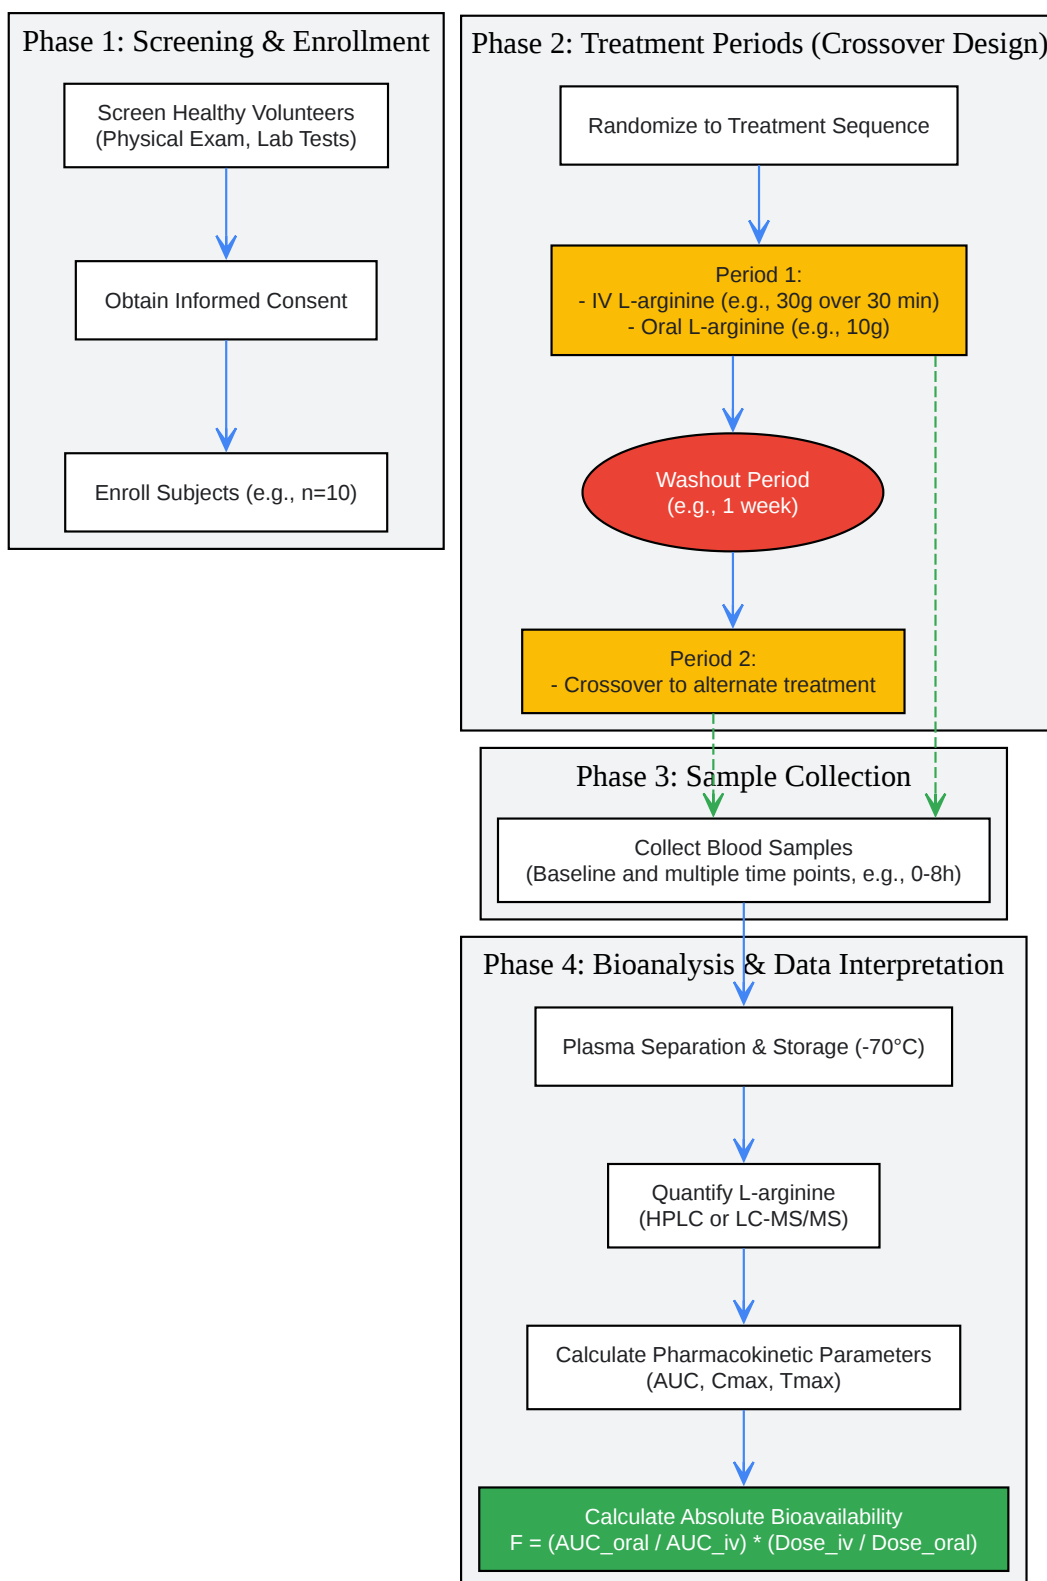 Phase 1: Screening & Enrollment
Screen Healthy Volunteers
(Physical Exam, Lab Tests)
Obtain Informed Consent
Enroll Subjects (e.g., n=10)
Phase 2: Treatment Periods (Crossover Design)
Randomize to Treatment Sequence
Period 1:
- IV L-arginine (e.g., 30g over 30 min)
- Oral L-arginine (e.g., 10g)
Washout Period
(e.g., 1 week)
Period 2:
- Crossover to alternate treatment
Phase 3: Sample Collection
Collect Blood Samples
(Baseline and multiple time points, e.g., 0-8h)
Phase 4: Bioanalysis & Data Interpretation
Plasma Separation & Storage (-70°C)
Quantify L-arginine
(HPLC or LC-MS/MS)
Calculate Pharmacokinetic Parameters
(AUC, Cmax, Tmax)
Calculate Absolute Bioavailability
F = (AUC_oral / AUC_iv) * (Dose_iv / Dose_oral)